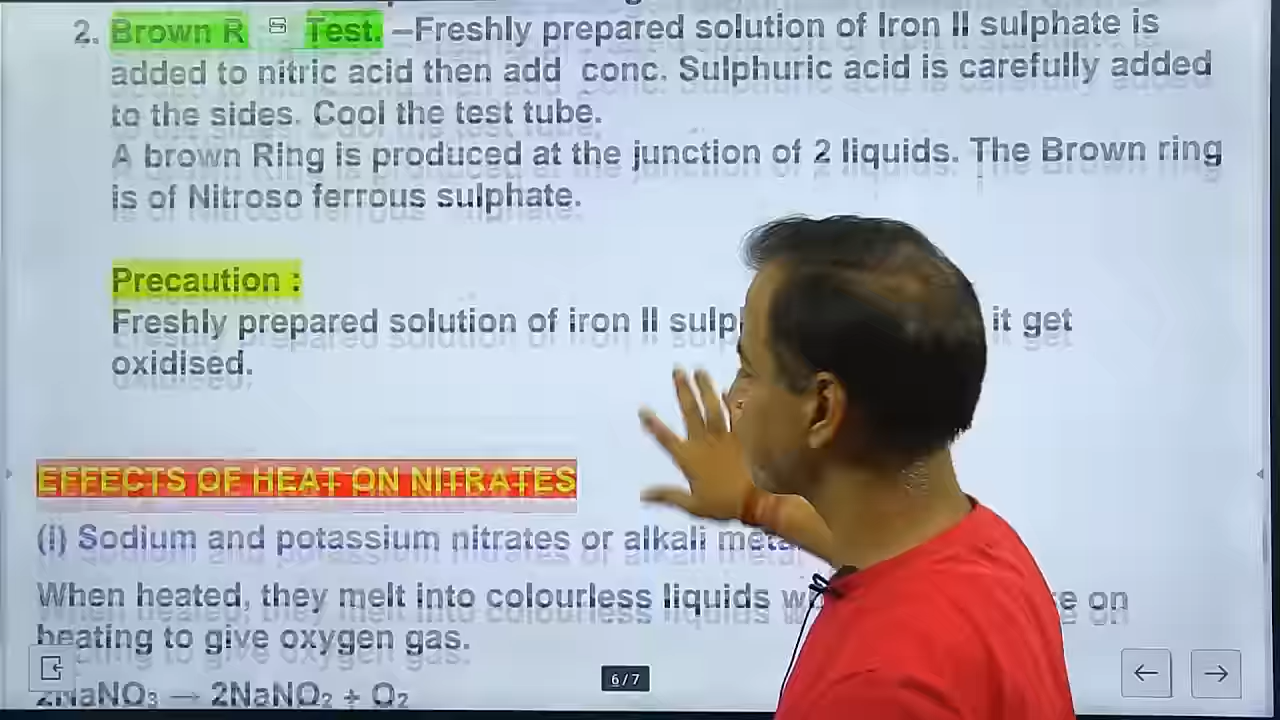 2. Brown R Test. –Freshly prepared solution of Iron II sulphate is
added to nitric acid then add conc. Sulphuric acid is carefully added
to the sides. Cool the test tube.
A brown Ring is produced at the junction of 2 liquids. The Brown ring
is of Nitroso ferrous sulphate.
Precaution :
Freshly prepared solution of iron II sulp it get
oxidised.
EFFECTS OF HEAT ON NITRATES
(i) Sodium and potassium nitrates or alkali meta
When heated, they melt into colourless liquids w e on
heating to give oxygen gas.
2NaNO₃ → 2NaNO₂ + O₂
6/7